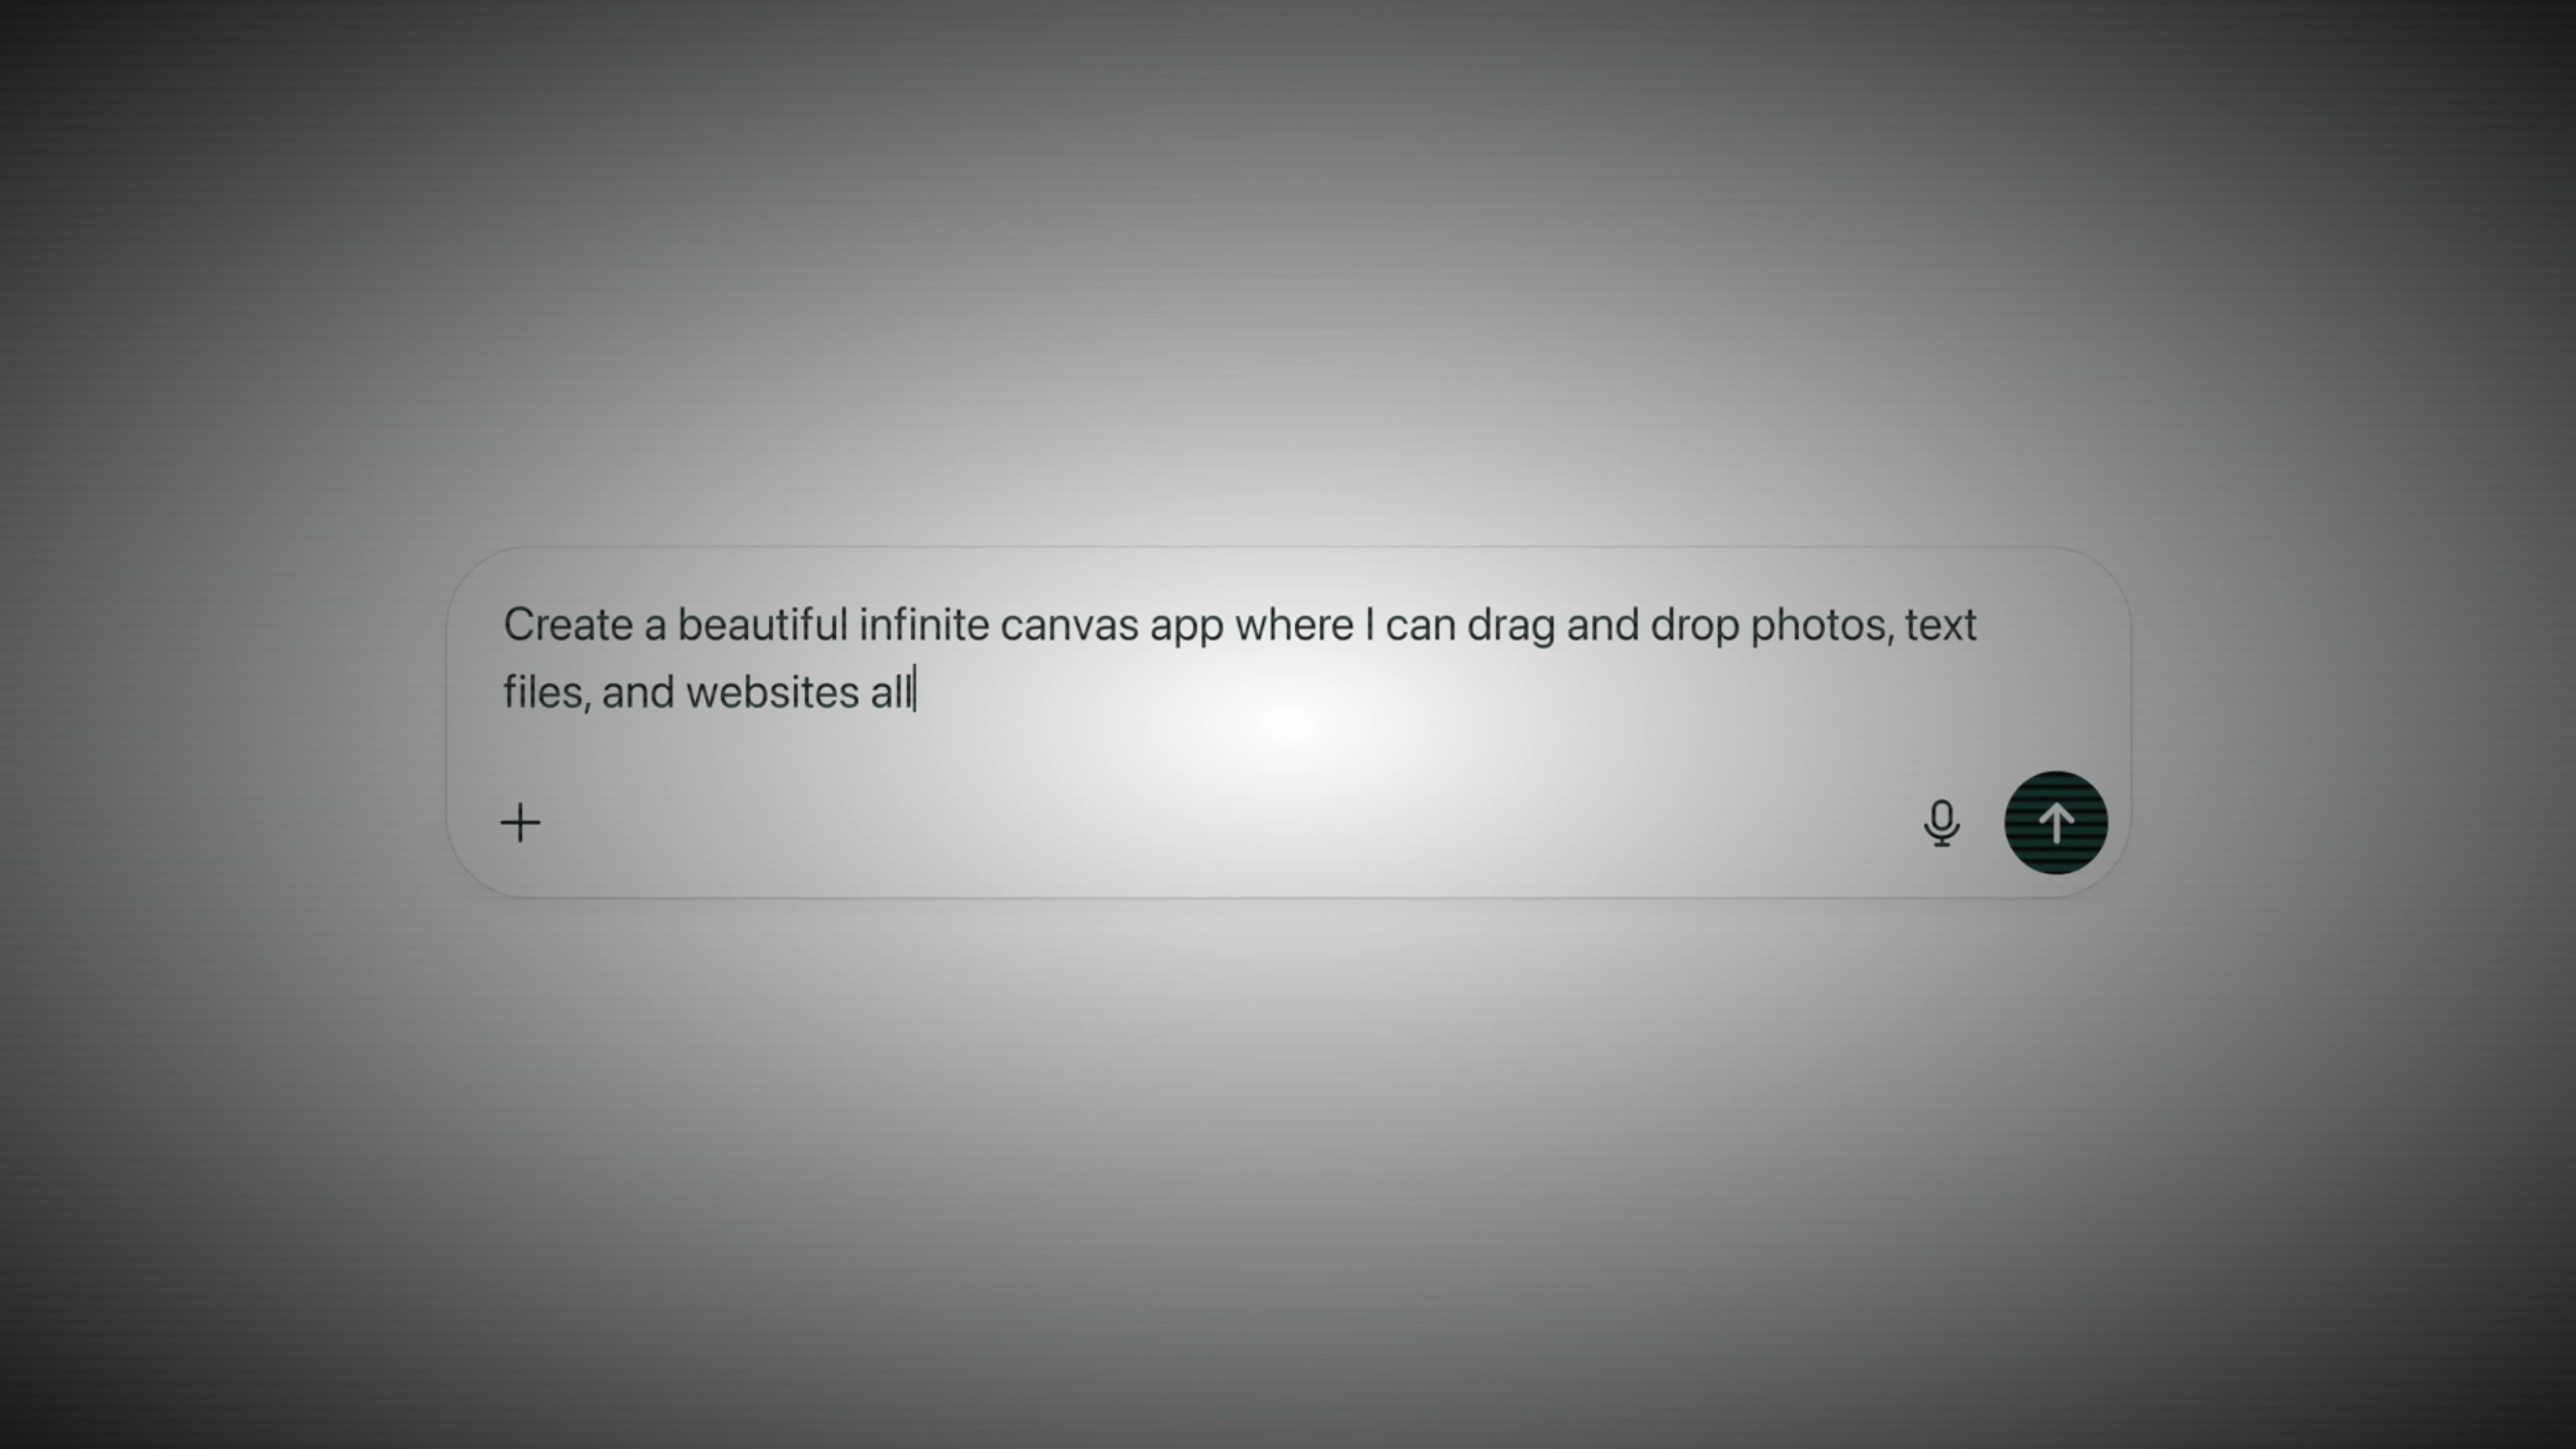 Create a beautiful infinite canvas app where I can drag and drop photos, text
files, and websites all